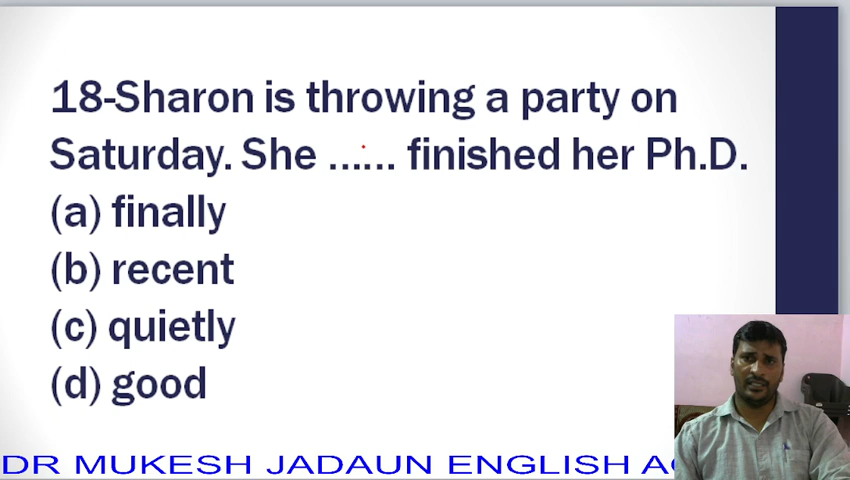 18-Sharon is throwing a party on
Saturday. She ...... finished her Ph.D.
(a) finally
(b) recent
(c) quietly
(d) good
DR MUKESH JADAUN ENGLISH